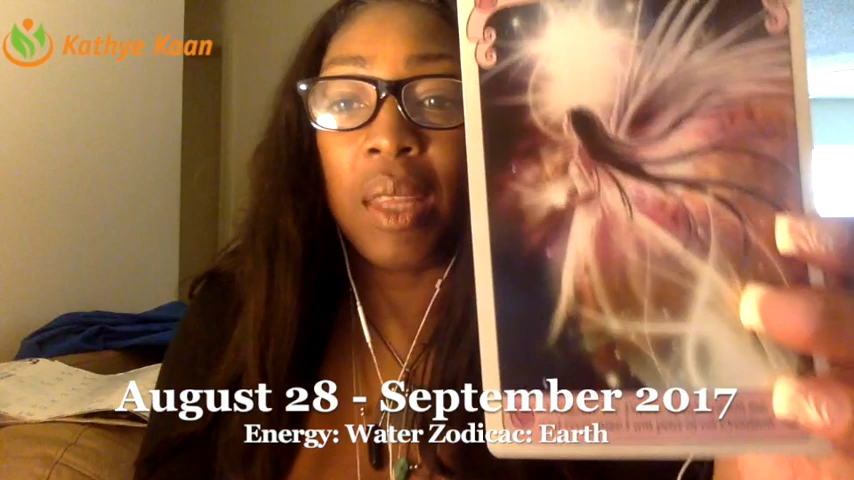 Kathye Kaan
August 28 - September 2017
Energy: Water Zodicac: Earth